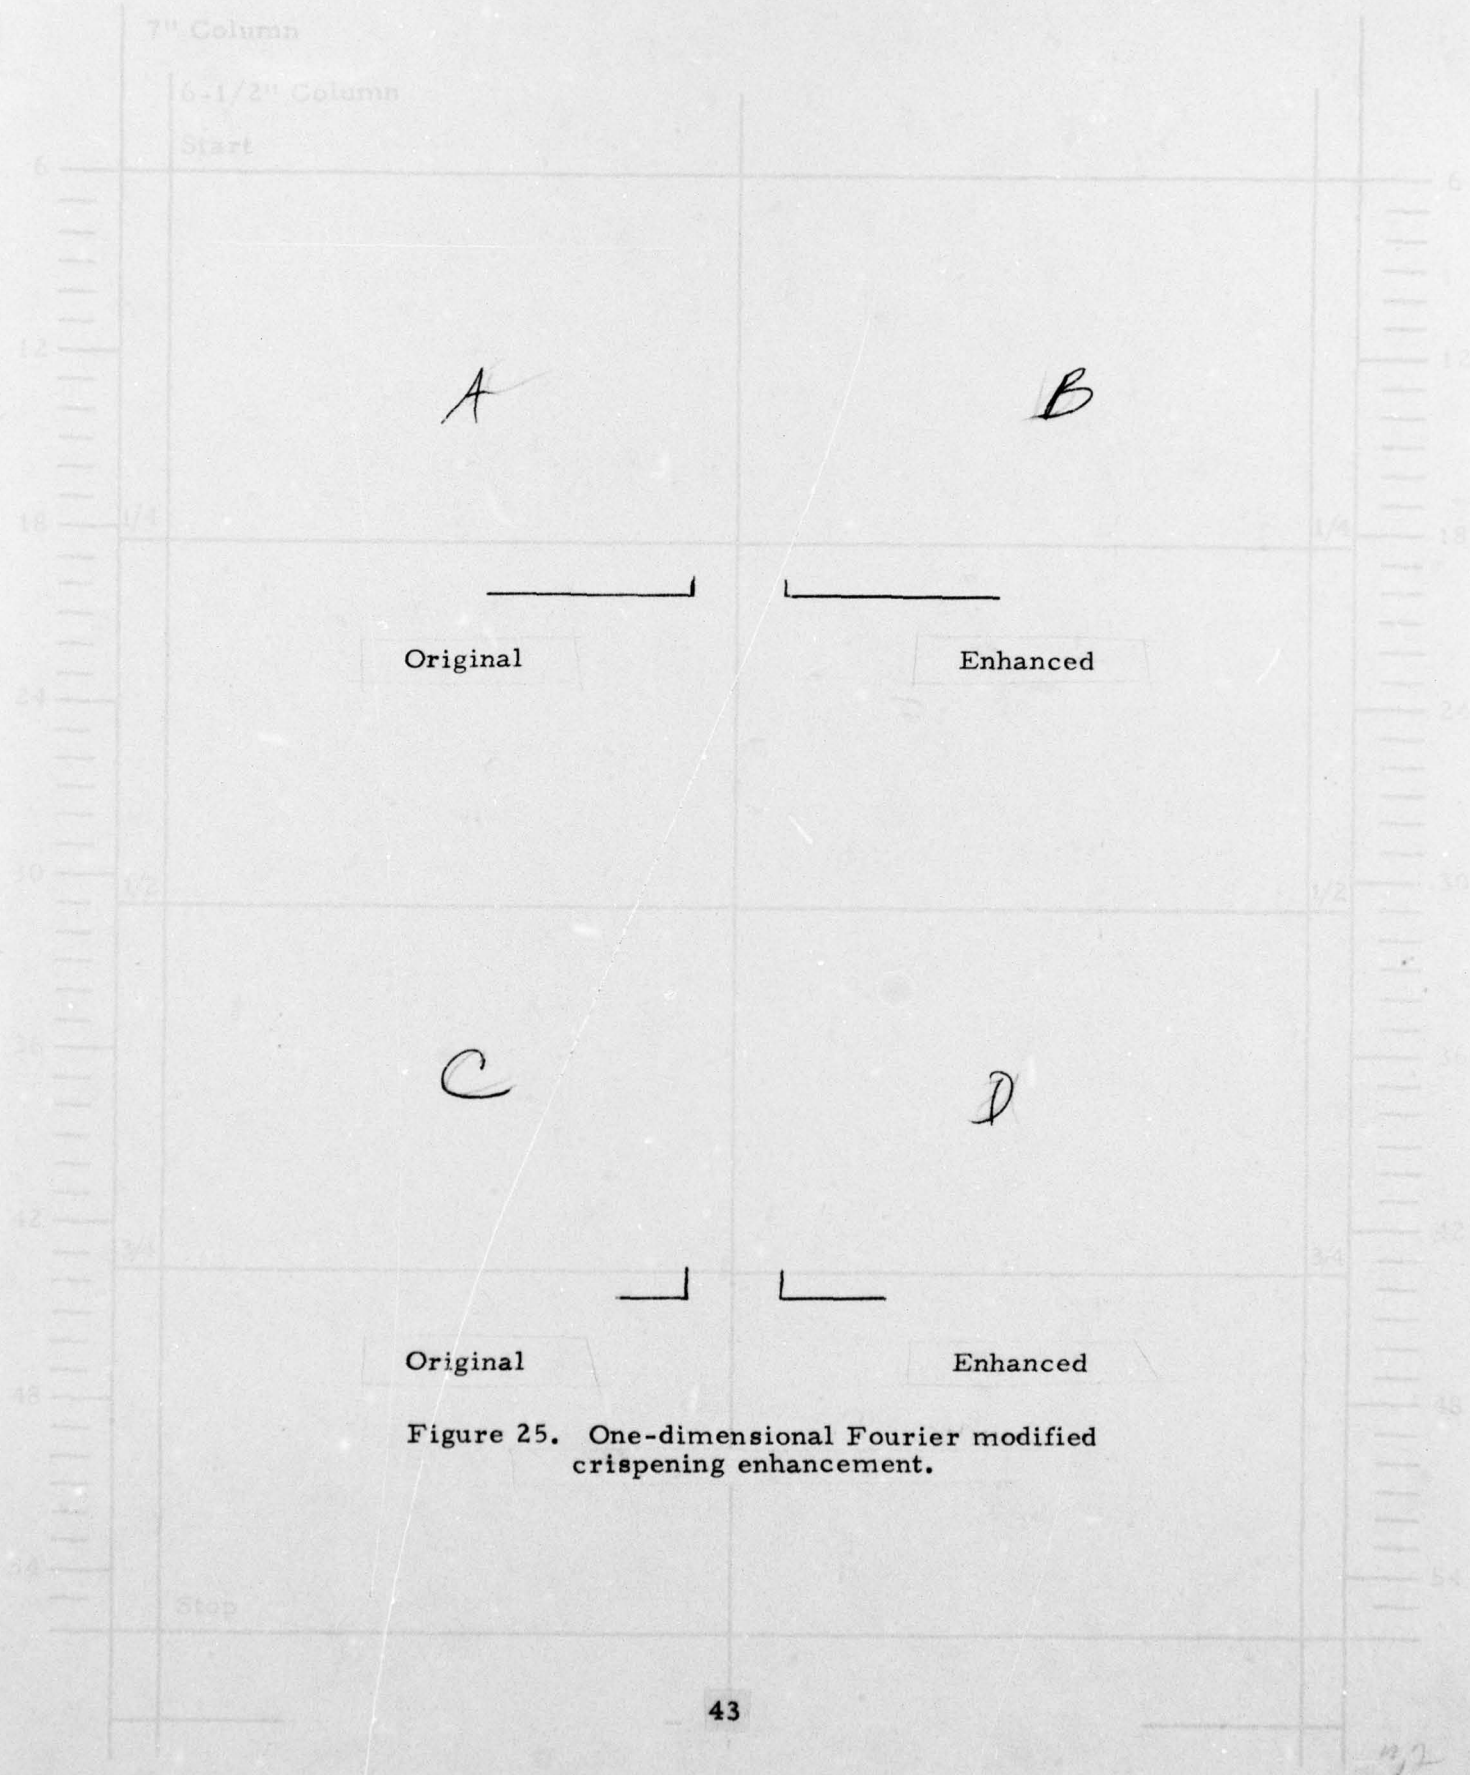 7" Column
6-1/2" Column
Start
6 6
12 12
A B
18 1/4 1/4 18
Original Enhanced
24 24
30 1/2 1/2 30
36 36
C D
42 42
3/4 3/4
Original Enhanced
48 48
Figure 25. One-dimensional Fourier modified
crispening enhancement.
54 54
Stop
43